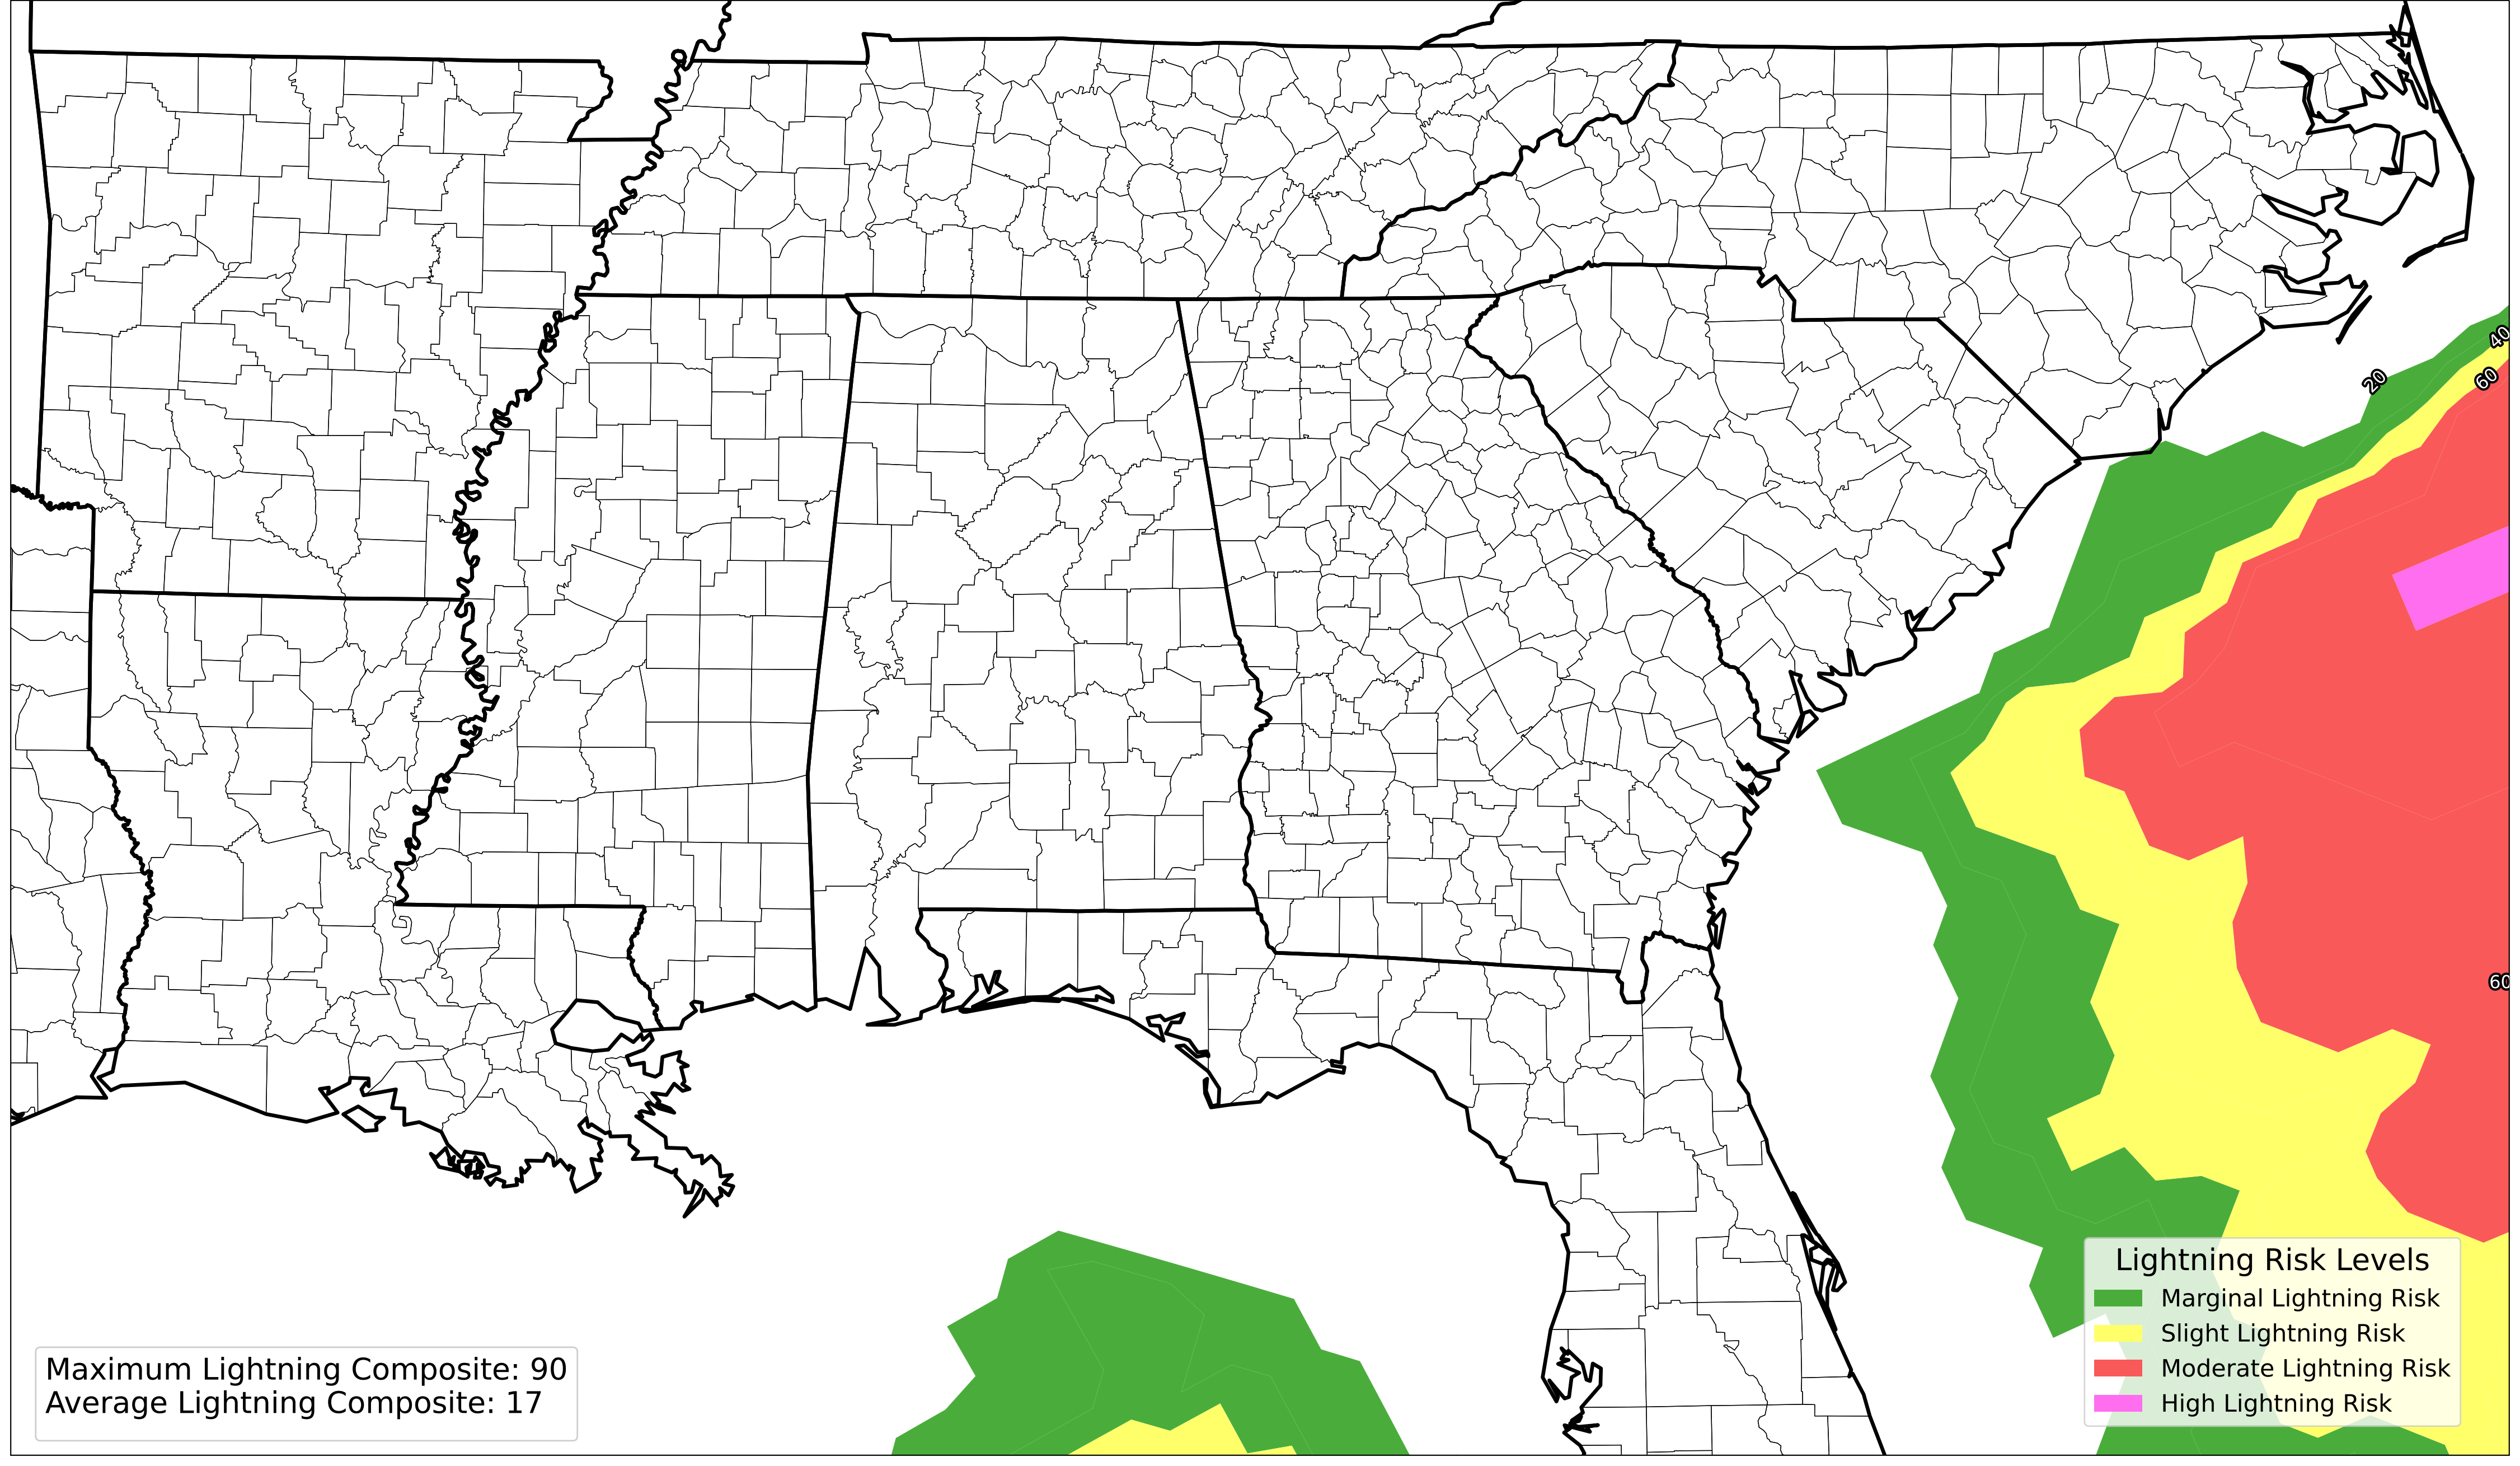 40
20
60
60
Lightning Risk Levels
Marginal Lightning Risk
Slight Lightning Risk
Moderate Lightning Risk
High Lightning Risk
Maximum Lightning Composite: 90
Average Lightning Composite: 17